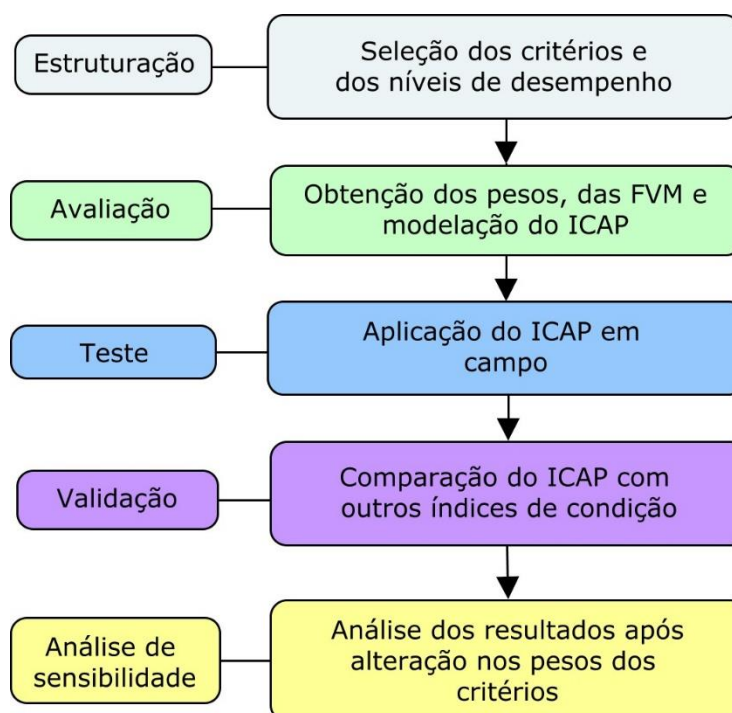 Estruturação
Seleção dos critérios e
dos níveis de desempenho
Avaliação
Obtenção dos pesos, das FVM e
modelação do ICAP
Teste
Aplicação do ICAP em
campo
Validação
Comparação do ICAP com
outros índices de condição
Análise de
sensibilidade
Análise dos resultados após
alteração nos pesos dos
critérios